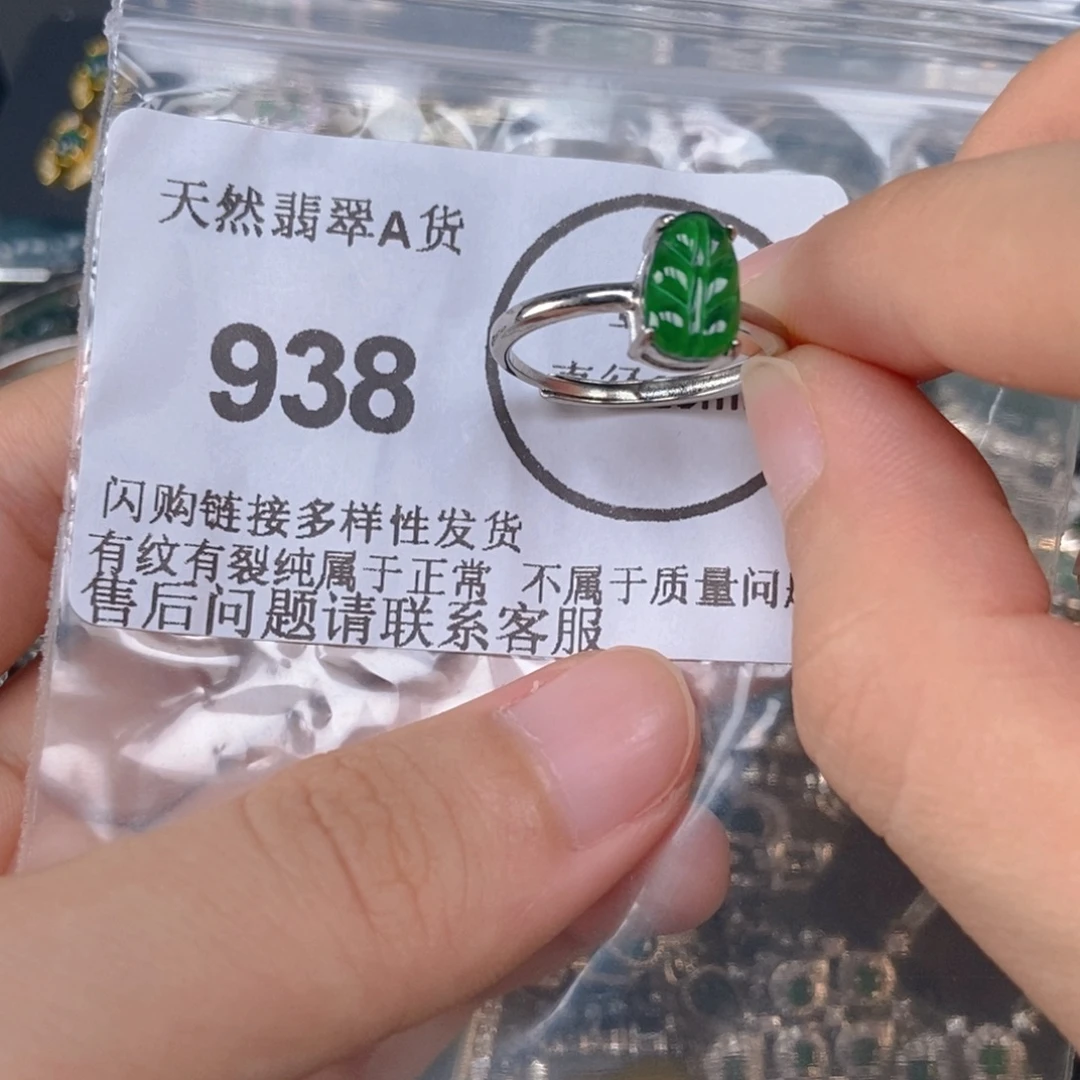 天然翡翠A货
938
直径
闪购链接多样性发货
有纹有裂纯属于正常 不属于质量问
售后问题请联系客服